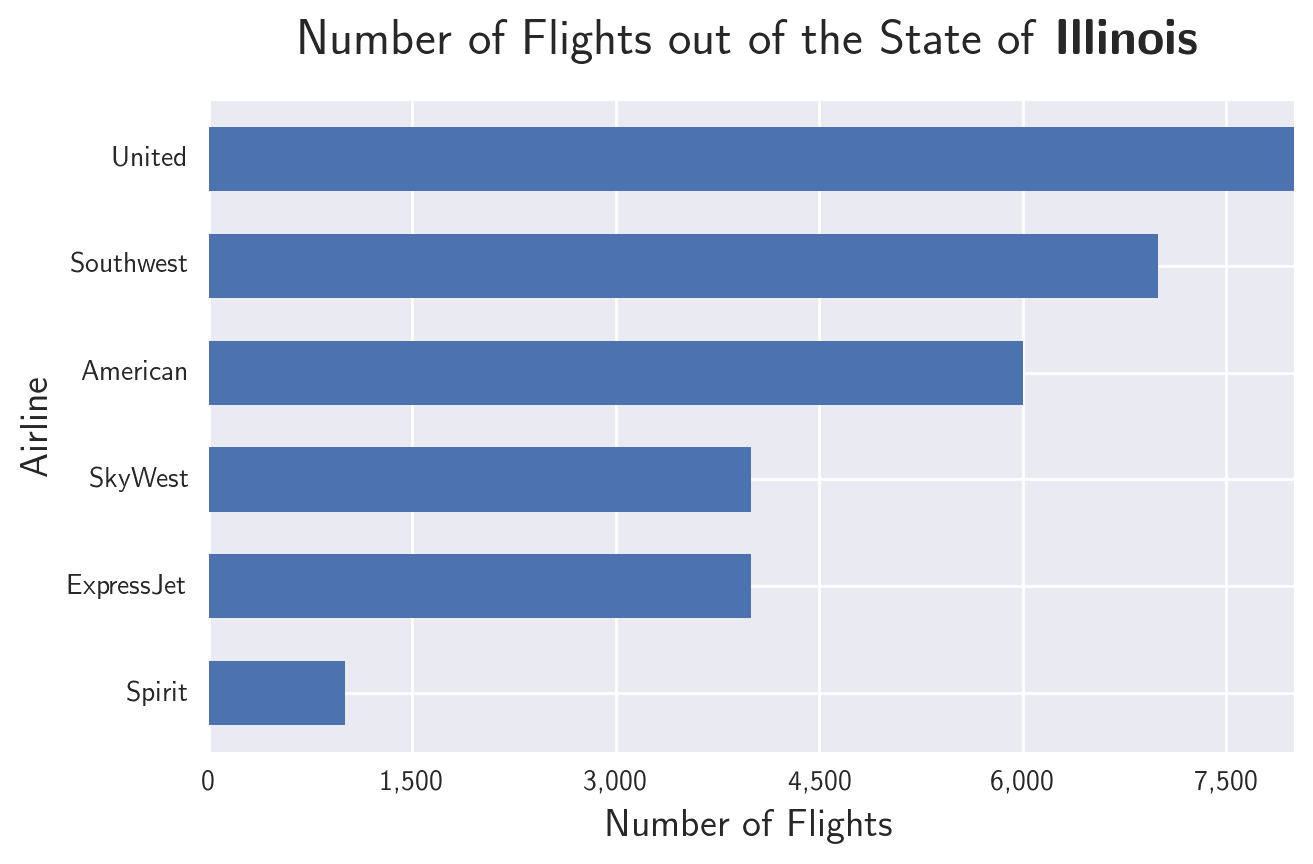 Number of Flights out of the State of Illinois
United
Southwest
American
SkyWest
ExpressJet
Spirit
Airline
0 1,500 3,000 4,500 6,000 7,500
Number of Flights